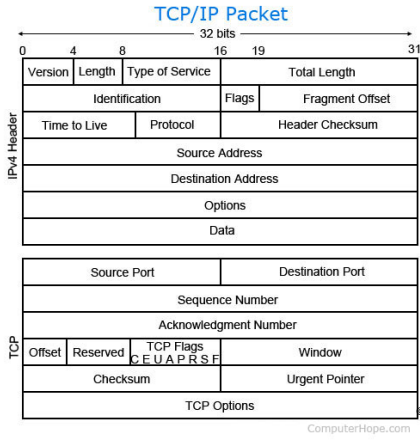 TCP/IP Packet
32 bits
0 4 8 16 19 31
Version Length Type of Service Total Length
Identification Flags Fragment Offset
Time to Live Protocol Header Checksum
Source Address
Destination Address
Options
Data
IPv4 Header
Source Port Destination Port
Sequence Number
Acknowledgment Number
Offset Reserved TCP Flags Window
C E U A P R S F
Checksum Urgent Pointer
TCP Options
TCP
ComputerHope.com